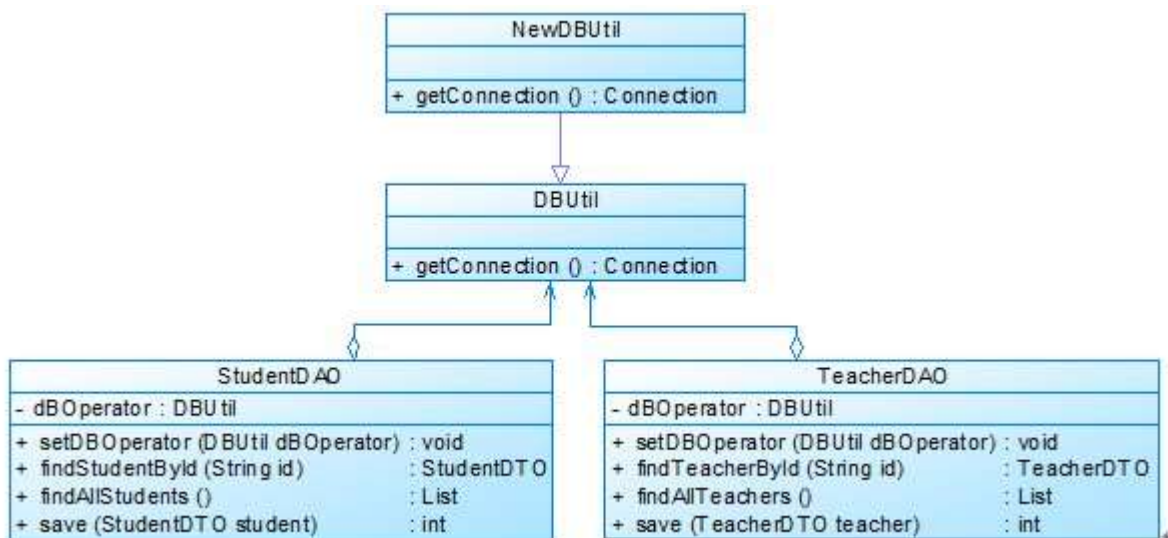 NewDBUtil
+ getConnection () : Connection
DBUtil
+ getConnection () : Connection
StudentDAO
- dBOperator : DBUtil
+ setDBOperator (DBUtil dBOperator) : void
+ findStudentById (String id) : StudentDTO
+ findAllStudents () : List
+ save (StudentDTO student) : int
TeacherDAO
- dBOperator : DBUtil
+ setDBOperator (DBUtil dBOperator) : void
+ findTeacherById (String id) : TeacherDTO
+ findAllTeachers () : List
+ save (TeacherDTO teacher) : int